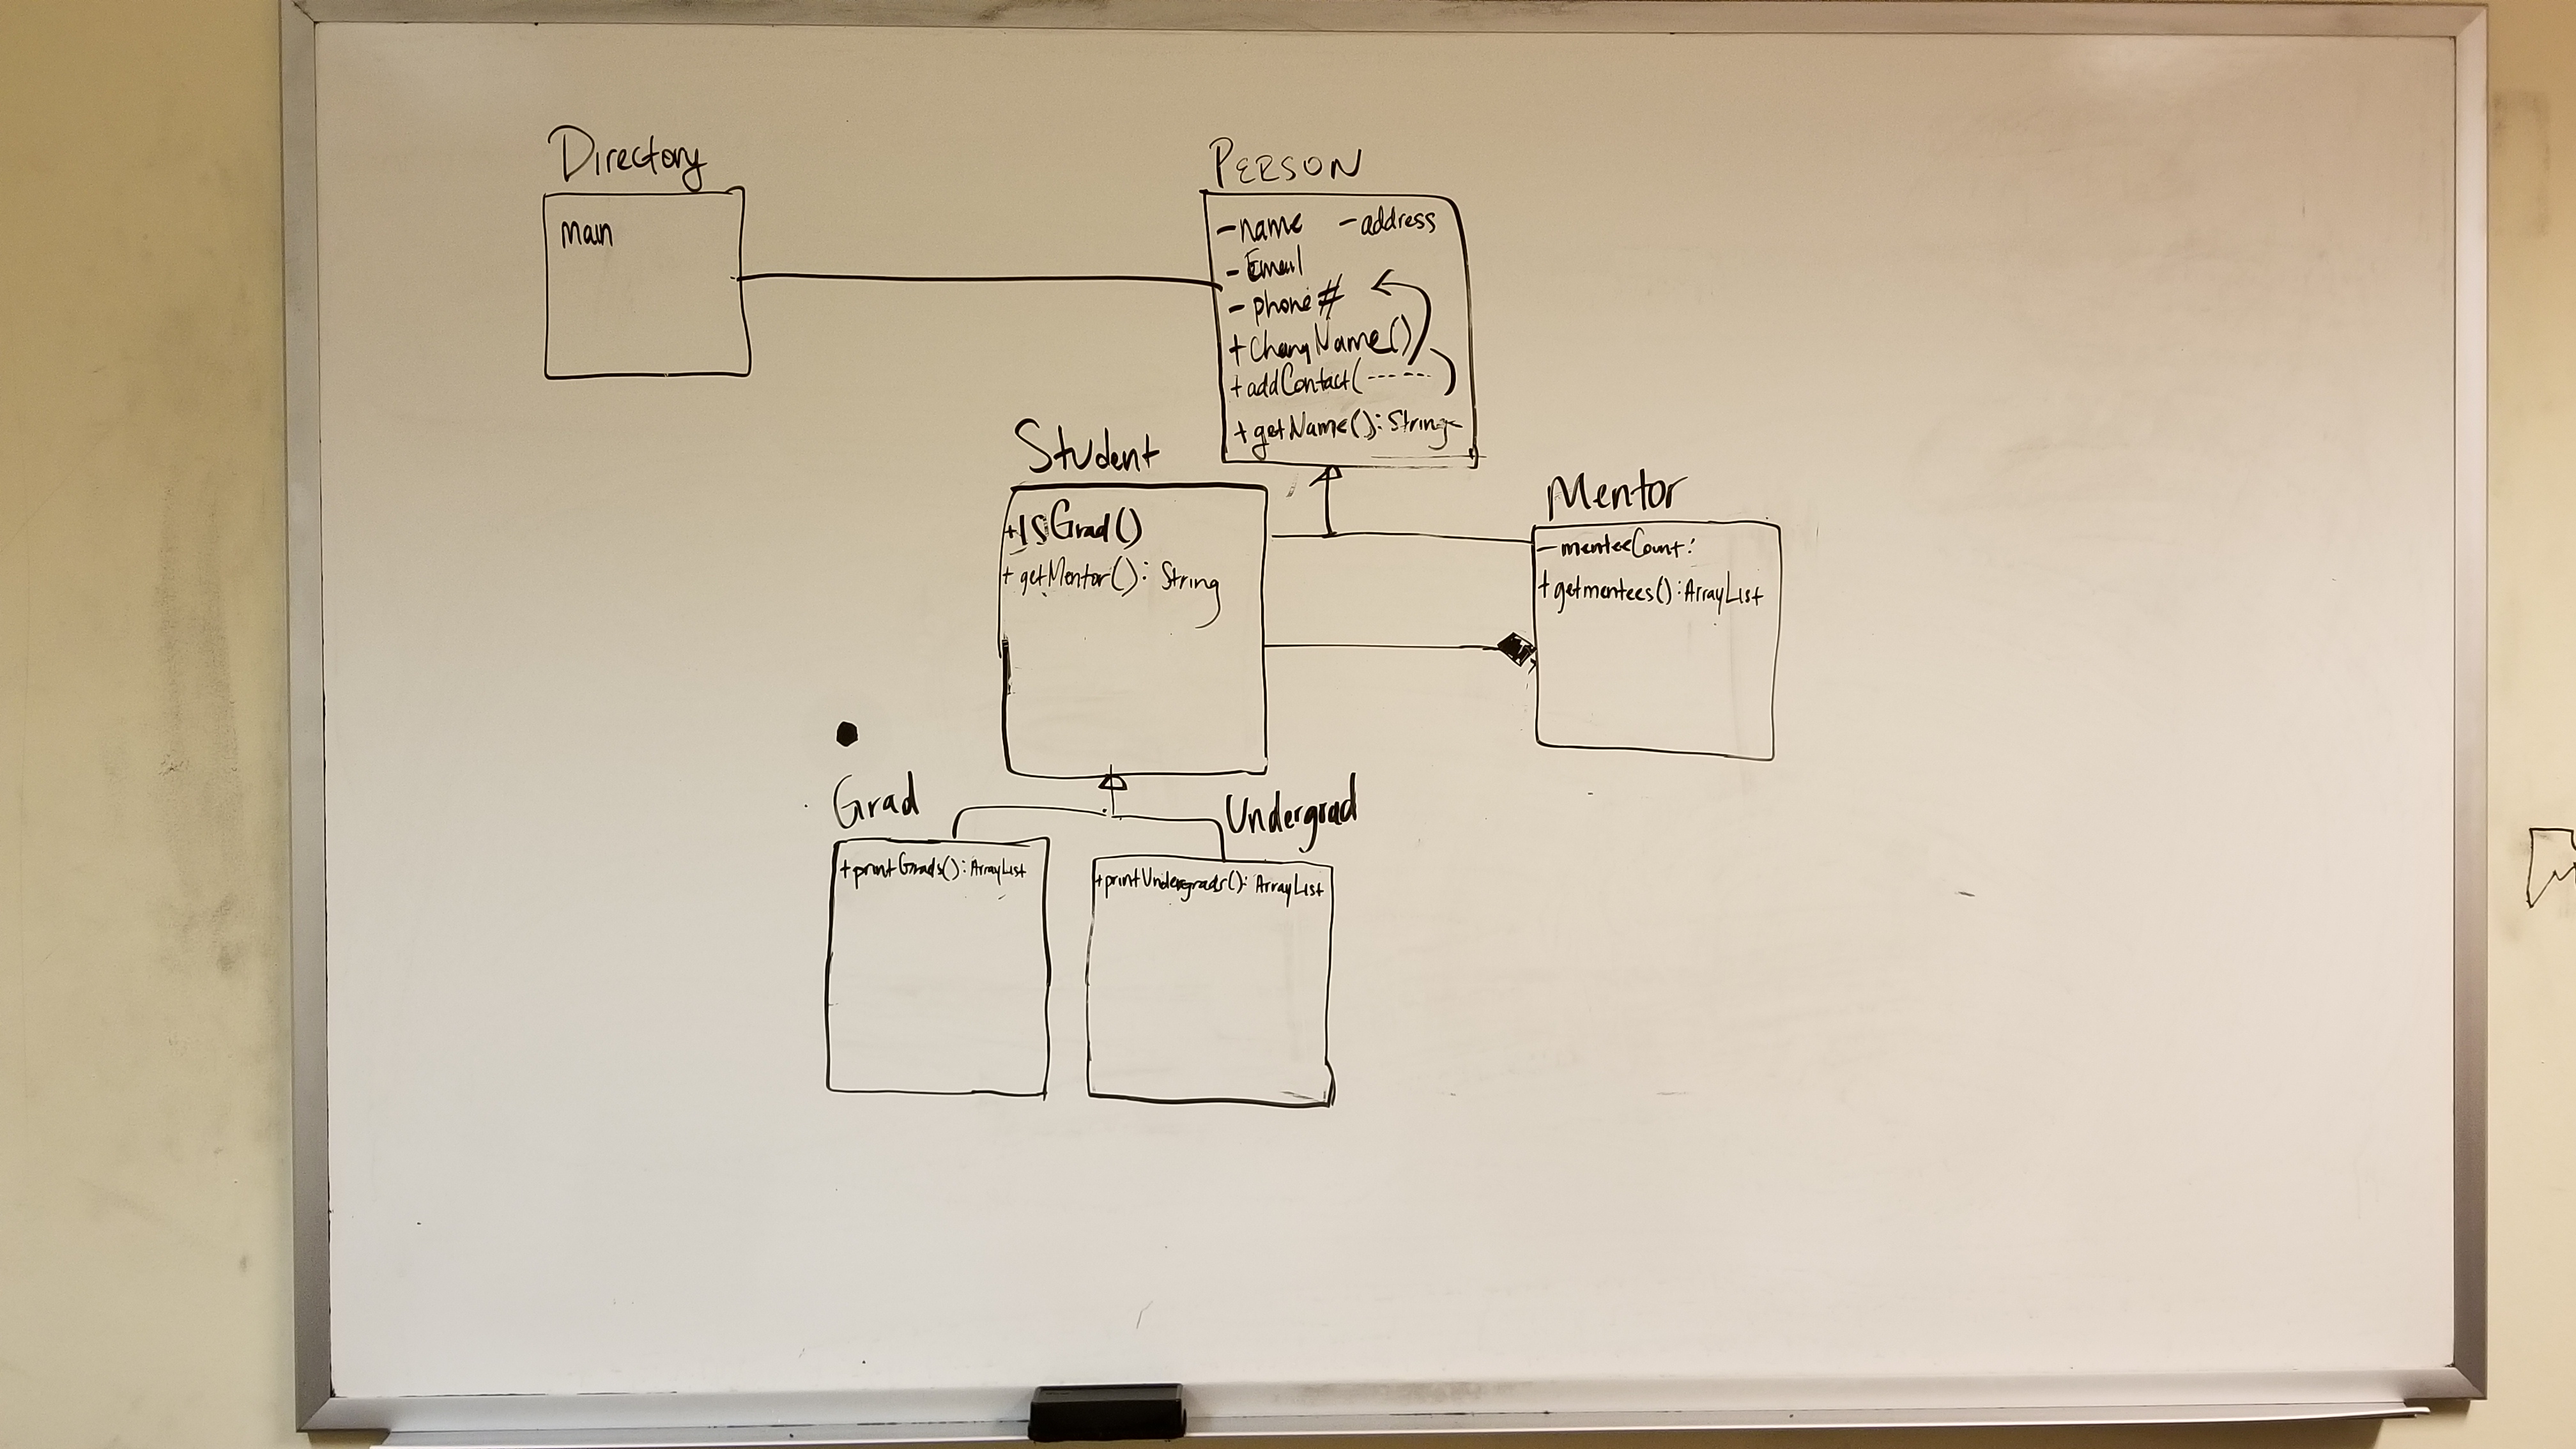 Directory
main
PERSON
-name -address
-Email
-phone#
+changName()
+addContact(------)
+getName():String
Student
+isGrad()
+getMentor(): String
Mentor
-menteeCount:
+getmentees():ArrayList
Grad
+printGrads():ArrayList
Undergrad
+printUndergrads(): ArrayList